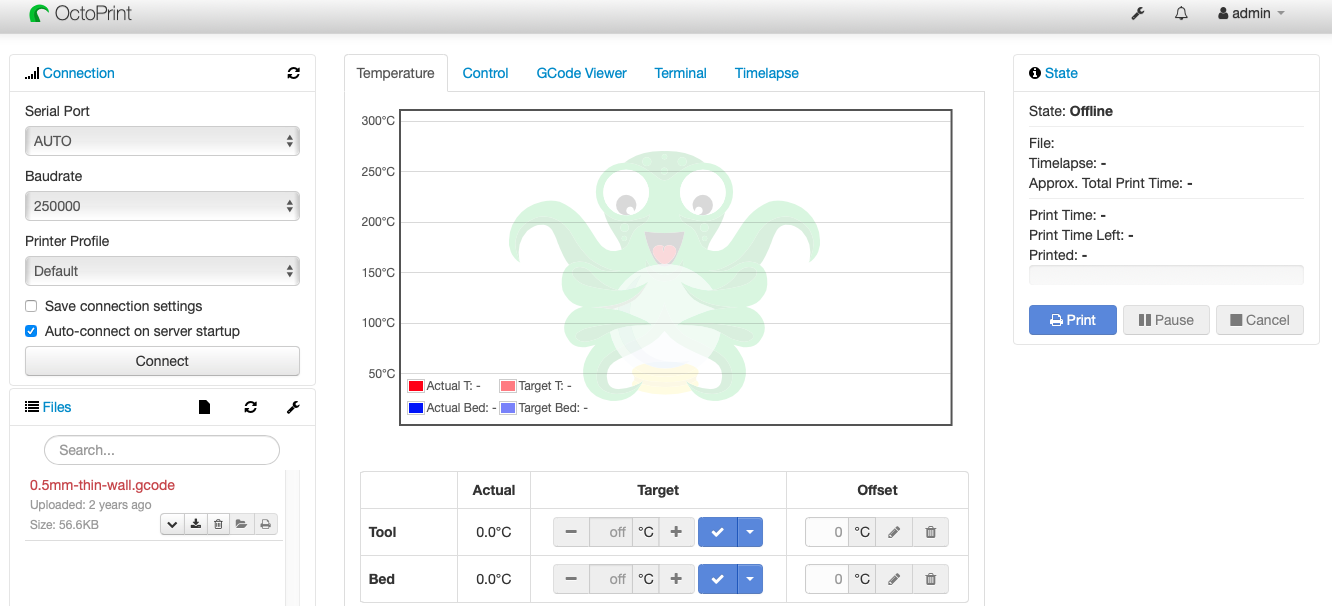 OctoPrint
admin
Connection
Serial Port
AUTO
Baudrate
250000
Printer Profile
Default
Save connection settings
Auto-connect on server startup
Connect
Files
Search...
0.5mm-thin-wall.gcode
Uploaded: 2 years ago
Size: 56.6KB
Temperature Control GCode Viewer Terminal Timelapse
300°C
250°C
200°C
150°C
100°C
50°C
Actual T: - Target T: -
Actual Bed: - Target Bed: -
Actual Target Offset
Tool 0.0°C off °C 0 °C
Bed 0.0°C off °C 0 °C
State
State: Offline
File:
Timelapse: -
Approx. Total Print Time: -
Print Time: -
Print Time Left: -
Printed: -
Print Pause Cancel